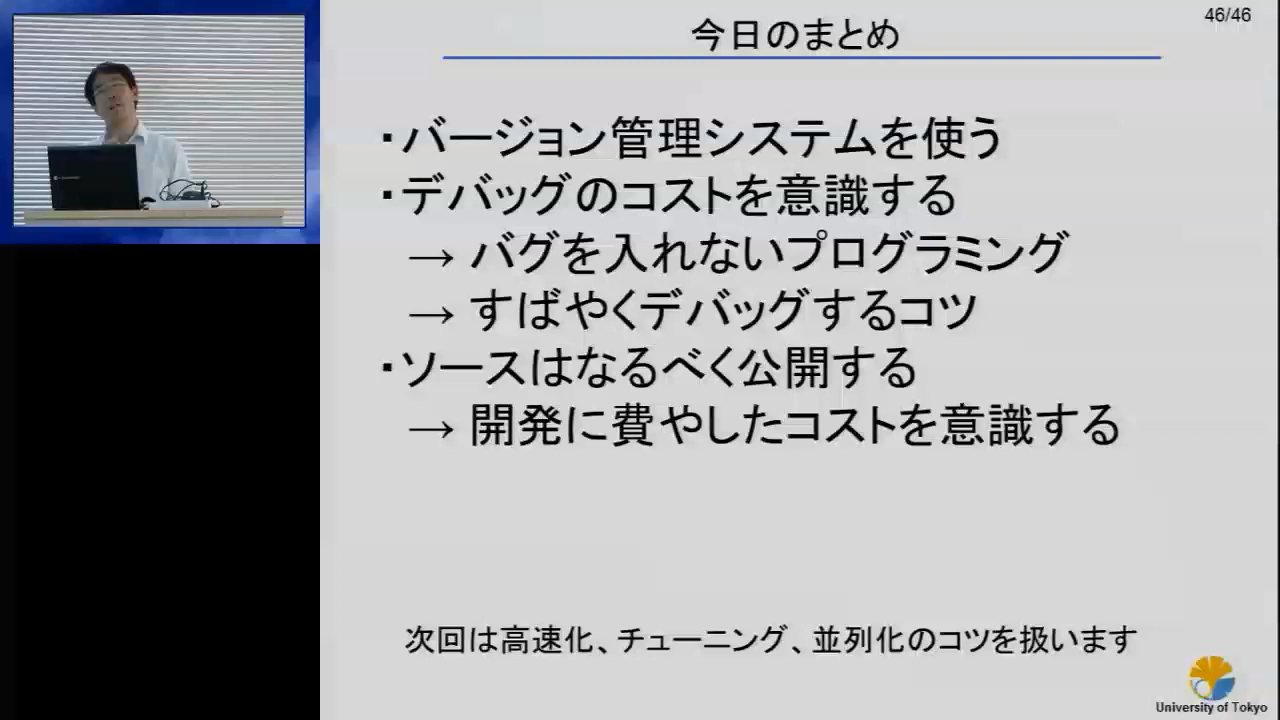 46/46
今日のまとめ
・バージョン管理システムを使う
・デバッグのコストを意識する
→ バグを入れないプログラミング
→ すばやくデバッグするコツ
・ソースはなるべく公開する
→ 開発に費やしたコストを意識する
次回は高速化、チューニング、並列化のコツを扱います
University of Tokyo